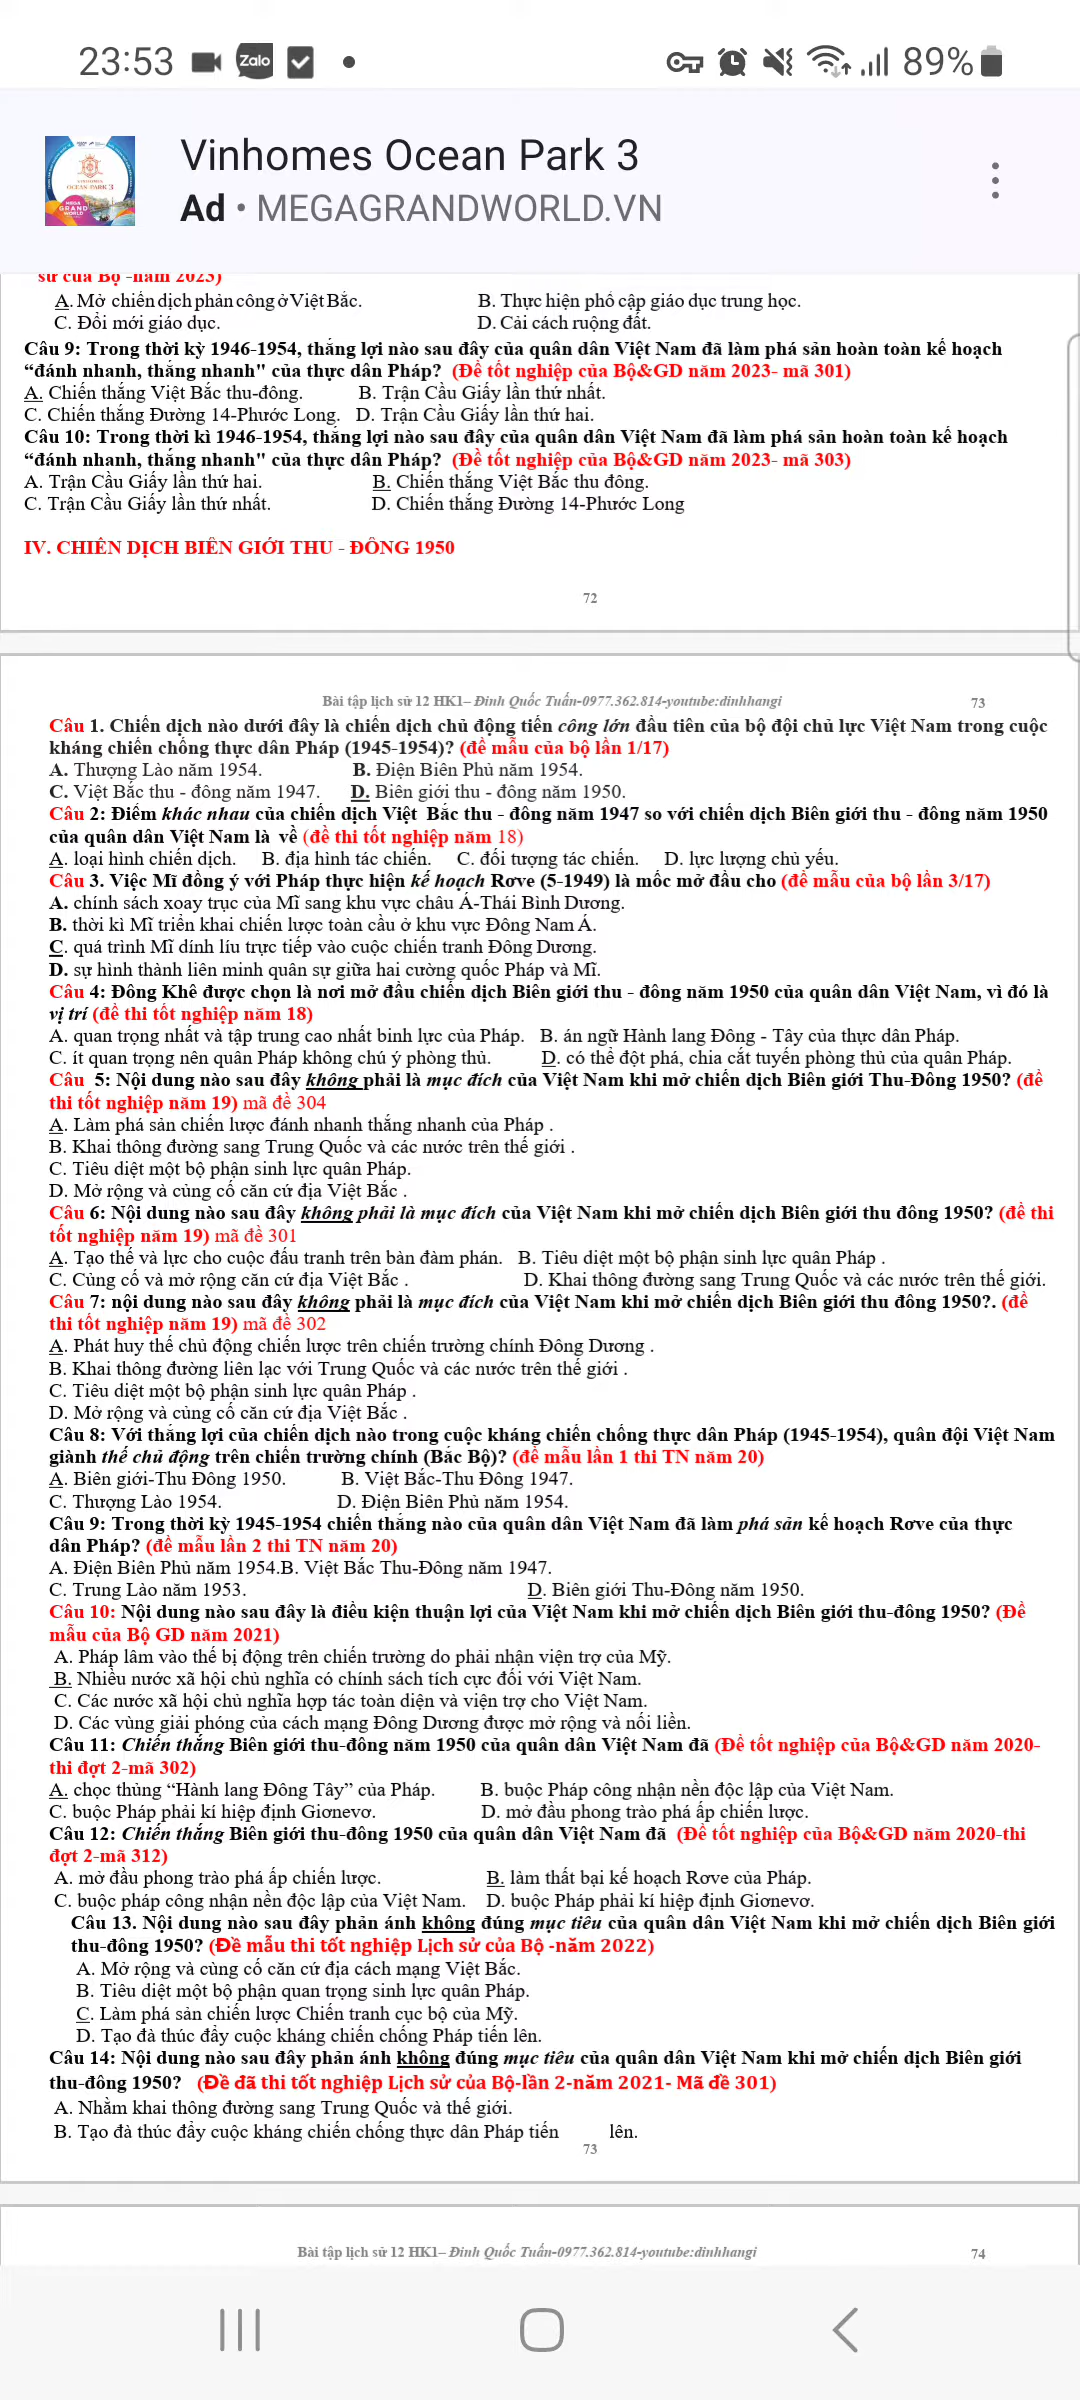 23:53 Zalo 89%
Vinhomes Ocean Park 3
Ad • MEGAGRANDWORLD.VN
sử của Bộ -năm 2023)
A. Mở chiến dịch phản công ở Việt Bắc. B. Thực hiện phổ cập giáo dục trung học.
C. Đổi mới giáo dục. D. Cải cách ruộng đất.
Câu 9: Trong thời kỳ 1946-1954, thắng lợi nào sau đây của quân dân Việt Nam đã làm phá sản hoàn toàn kế hoạch
“đánh nhanh, thắng nhanh" của thực dân Pháp? (Đề tốt nghiệp của Bộ&GD năm 2023- mã 301)
A. Chiến thắng Việt Bắc thu-đông. B. Trận Cầu Giấy lần thứ nhất.
C. Chiến thắng Đường 14-Phước Long. D. Trận Cầu Giấy lần thứ hai.
Câu 10: Trong thời kì 1946-1954, thắng lợi nào sau đây của quân dân Việt Nam đã làm phá sản hoàn toàn kế hoạch
“đánh nhanh, thắng nhanh" của thực dân Pháp? (Đề tốt nghiệp của Bộ&GD năm 2023- mã 303)
A. Trận Cầu Giấy lần thứ hai. B. Chiến thắng Việt Bắc thu đông.
C. Trận Cầu Giấy lần thứ nhất. D. Chiến thắng Đường 14-Phước Long
IV. CHIẾN DỊCH BIÊN GIỚI THU - ĐÔNG 1950
72
Bài tập lịch sử 12 HK1– Đinh Quốc Tuấn-0977.362.814-youtube:dinhhangi 73
Câu 1. Chiến dịch nào dưới đây là chiến dịch chủ động tiến công lớn đầu tiên của bộ đội chủ lực Việt Nam trong cuộc
kháng chiến chống thực dân Pháp (1945-1954)? (đề mẫu của bộ lần 1/17)
A. Thượng Lào năm 1954. B. Điện Biên Phủ năm 1954.
C. Việt Bắc thu - đông năm 1947. D. Biên giới thu - đông năm 1950.
Câu 2: Điểm khác nhau của chiến dịch Việt Bắc thu - đông năm 1947 so với chiến dịch Biên giới thu - đông năm 1950
của quân dân Việt Nam là về (đề thi tốt nghiệp năm 18)
A. loại hình chiến dịch. B. địa hình tác chiến. C. đối tượng tác chiến. D. lực lượng chủ yếu.
Câu 3. Việc Mĩ đồng ý với Pháp thực hiện kế hoạch Rơve (5-1949) là mốc mở đầu cho (đề mẫu của bộ lần 3/17)
A. chính sách xoay trục của Mĩ sang khu vực châu Á-Thái Bình Dương.
B. thời kì Mĩ triển khai chiến lược toàn cầu ở khu vực Đông Nam Á.
C. quá trình Mĩ dính líu trực tiếp vào cuộc chiến tranh Đông Dương.
D. sự hình thành liên minh quân sự giữa hai cường quốc Pháp và Mĩ.
Câu 4: Đông Khê được chọn là nơi mở đầu chiến dịch Biên giới thu - đông năm 1950 của quân dân Việt Nam, vì đó là
vị trí (đề thi tốt nghiệp năm 18)
A. quan trọng nhất và tập trung cao nhất binh lực của Pháp. B. án ngữ Hành lang Đông - Tây của thực dân Pháp.
C. ít quan trọng nên quân Pháp không chú ý phòng thủ. D. có thể đột phá, chia cắt tuyến phòng thủ của quân Pháp.
Câu 5: Nội dung nào sau đây không phải là mục đích của Việt Nam khi mở chiến dịch Biên giới Thu-Đông 1950? (đề
thi tốt nghiệp năm 19) mã đề 304
A. Làm phá sản chiến lược đánh nhanh thắng nhanh của Pháp .
B. Khai thông đường sang Trung Quốc và các nước trên thế giới .
C. Tiêu diệt một bộ phận sinh lực quân Pháp.
D. Mở rộng và củng cố căn cứ địa Việt Bắc .
Câu 6: Nội dung nào sau đây không phải là mục đích của Việt Nam khi mở chiến dịch Biên giới thu đông 1950? (đề thi
tốt nghiệp năm 19) mã đề 301
A. Tạo thế và lực cho cuộc đấu tranh trên bàn đàm phán. B. Tiêu diệt một bộ phận sinh lực quân Pháp .
C. Củng cố và mở rộng căn cứ địa Việt Bắc . D. Khai thông đường sang Trung Quốc và các nước trên thế giới.
Câu 7: nội dung nào sau đây không phải là mục đích của Việt Nam khi mở chiến dịch Biên giới thu đông 1950?. (đề
thi tốt nghiệp năm 19) mã đề 302
A. Phát huy thế chủ động chiến lược trên chiến trường chính Đông Dương .
B. Khai thông đường liên lạc với Trung Quốc và các nước trên thế giới .
C. Tiêu diệt một bộ phận sinh lực quân Pháp .
D. Mở rộng và củng cố căn cứ địa Việt Bắc .
Câu 8: Với thắng lợi của chiến dịch nào trong cuộc kháng chiến chống thực dân Pháp (1945-1954), quân đội Việt Nam
giành thế chủ động trên chiến trường chính (Bắc Bộ)? (đề mẫu lần 1 thi TN năm 20)
A. Biên giới-Thu Đông 1950. B. Việt Bắc-Thu Đông 1947.
C. Thượng Lào 1954. D. Điện Biên Phủ năm 1954.
Câu 9: Trong thời kỳ 1945-1954 chiến thắng nào của quân dân Việt Nam đã làm phá sản kế hoạch Rơve của thực
dân Pháp? (đề mẫu lần 2 thi TN năm 20)
A. Điện Biên Phủ năm 1954.B. Việt Bắc Thu-Đông năm 1947.
C. Trung Lào năm 1953. D. Biên giới Thu-Đông năm 1950.
Câu 10: Nội dung nào sau đây là điều kiện thuận lợi của Việt Nam khi mở chiến dịch Biên giới thu-đông 1950? (Đề
mẫu của Bộ GD năm 2021)
A. Pháp lâm vào thế bị động trên chiến trường do phải nhận viện trợ của Mỹ.
B. Nhiều nước xã hội chủ nghĩa có chính sách tích cực đối với Việt Nam.
C. Các nước xã hội chủ nghĩa hợp tác toàn diện và viện trợ cho Việt Nam.
D. Các vùng giải phóng của cách mạng Đông Dương được mở rộng và nối liền.
Câu 11: Chiến thắng Biên giới thu-đông năm 1950 của quân dân Việt Nam đã (Đề tốt nghiệp của Bộ&GD năm 2020-
thi đợt 2-mã 302)
A. chọc thủng “Hành lang Đông Tây” của Pháp. B. buộc Pháp công nhận nền độc lập của Việt Nam.
C. buộc Pháp phải kí hiệp định Giơnevơ. D. mở đầu phong trào phá ấp chiến lược.
Câu 12: Chiến thắng Biên giới thu-đông 1950 của quân dân Việt Nam đã (Đề tốt nghiệp của Bộ&GD năm 2020-thi
đợt 2-mã 312)
A. mở đầu phong trào phá ấp chiến lược. B. làm thất bại kế hoạch Rơve của Pháp.
C. buộc pháp công nhận nền độc lập của Việt Nam. D. buộc Pháp phải kí hiệp định Giơnevơ.
Câu 13. Nội dung nào sau đây phản ánh không đúng mục tiêu của quân dân Việt Nam khi mở chiến dịch Biên giới
thu-đông 1950? (Đề mẫu thi tốt nghiệp Lịch sử của Bộ -năm 2022)
A. Mở rộng và củng cố căn cứ địa cách mạng Việt Bắc.
B. Tiêu diệt một bộ phận quan trọng sinh lực quân Pháp.
C. Làm phá sản chiến lược Chiến tranh cục bộ của Mỹ.
D. Tạo đà thúc đẩy cuộc kháng chiến chống Pháp tiến lên.
Câu 14: Nội dung nào sau đây phản ánh không đúng mục tiêu của quân dân Việt Nam khi mở chiến dịch Biên giới
thu-đông 1950? (Đề đã thi tốt nghiệp Lịch sử của Bộ-lần 2-năm 2021- Mã đề 301)
A. Nhằm khai thông đường sang Trung Quốc và thế giới.
B. Tạo đà thúc đẩy cuộc kháng chiến chống thực dân Pháp tiến lên.
73
Bài tập lịch sử 12 HK1– Đinh Quốc Tuấn-0977.362.814-youtube:dinhhangi 74